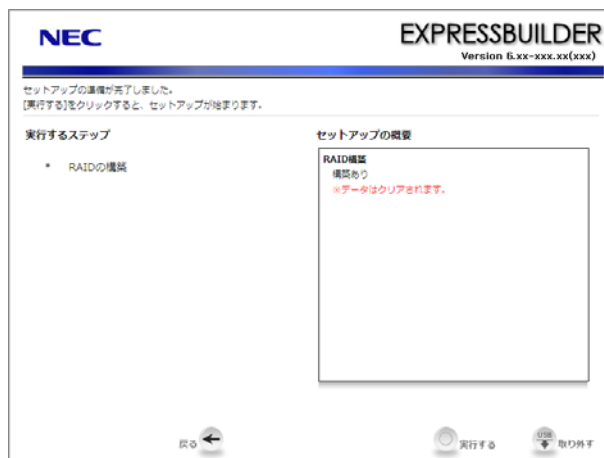 NEC
EXPRESSBUILDER
Version 6.xx-xxx.xx(xxx)
セットアップの準備が完了しました。
[実行する]をクリックすると、セットアップが始まります。
実行するステップ
* RAIDの構築
セットアップの概要
RAID構築
構築あり
※データはクリアされます。
戻る
実行する
USB
取り外す